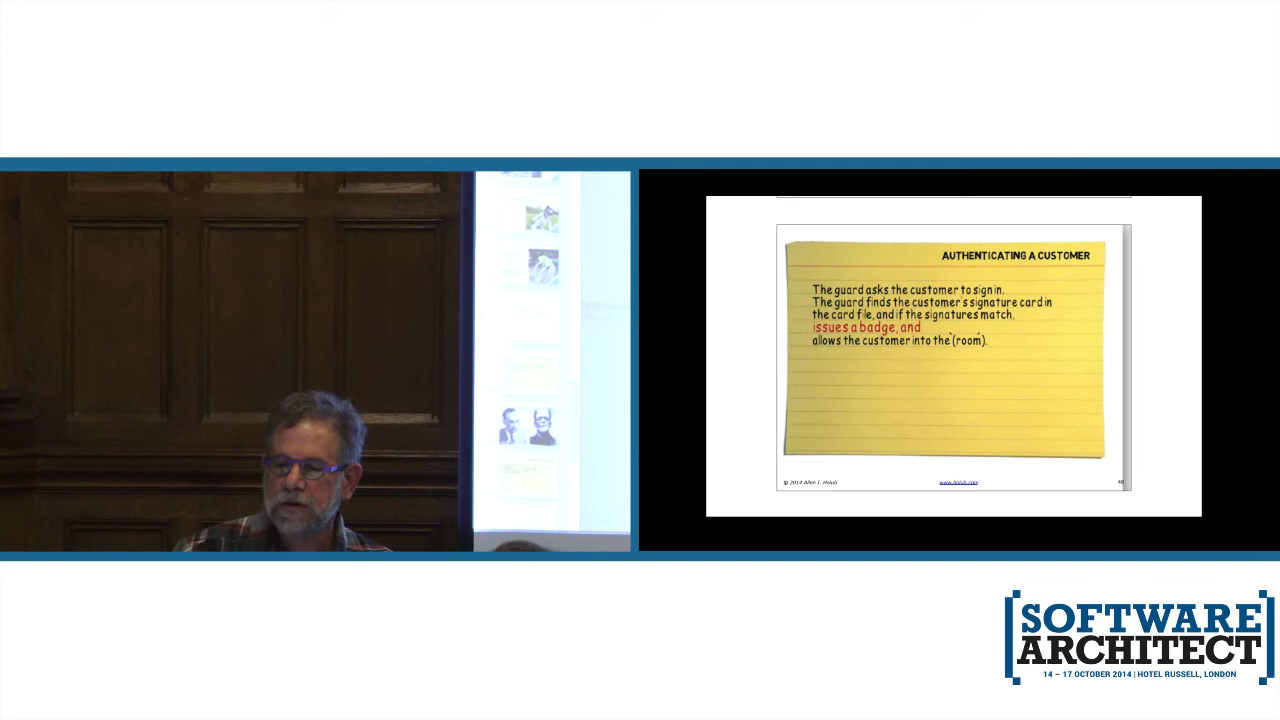 AUTHENTICATING A CUSTOMER
The guard asks the customer to sign in.
The guard finds the customer's signature card in
the card file, and if the signatures match,
issues a badge, and
allows the customer into the (room).
© 2014 Allen I. Holub
www.holub.com
46
[SOFTWARE
ARCHITECT]
14 – 17 OCTOBER 2014 | HOTEL RUSSELL, LONDON